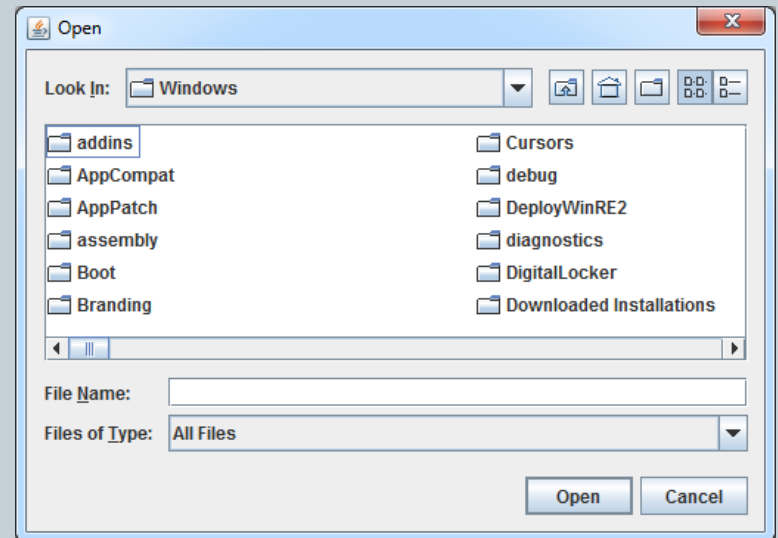 Open
Look In: Windows
addins Cursors
AppCompat debug
AppPatch DeployWinRE2
assembly diagnostics
Boot DigitalLocker
Branding Downloaded Installations
File Name:
Files of Type: All Files
Open Cancel